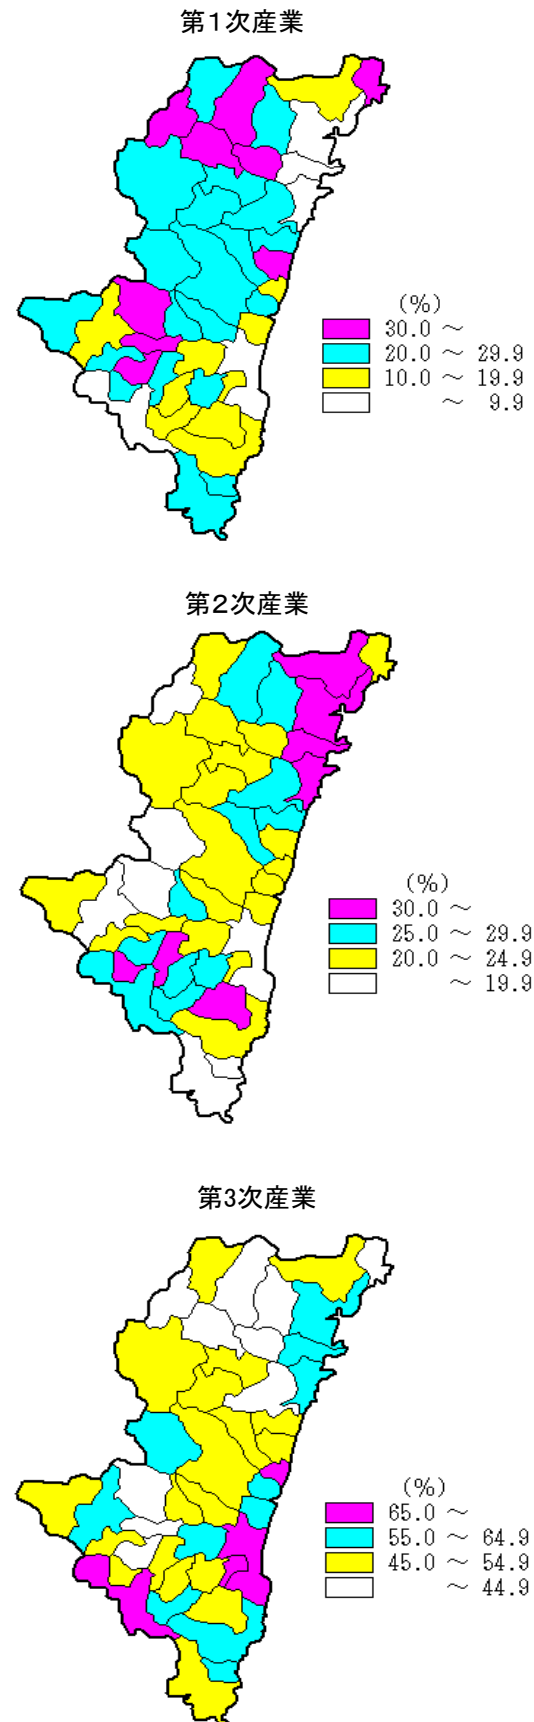 第1次産業
(%)
30.0 ～
20.0 ～ 29.9
10.0 ～ 19.9
～ 9.9
第2次産業
(%)
30.0 ～
25.0 ～ 29.9
20.0 ～ 24.9
～ 19.9
第3次産業
(%)
65.0 ～
55.0 ～ 64.9
45.0 ～ 54.9
～ 44.9